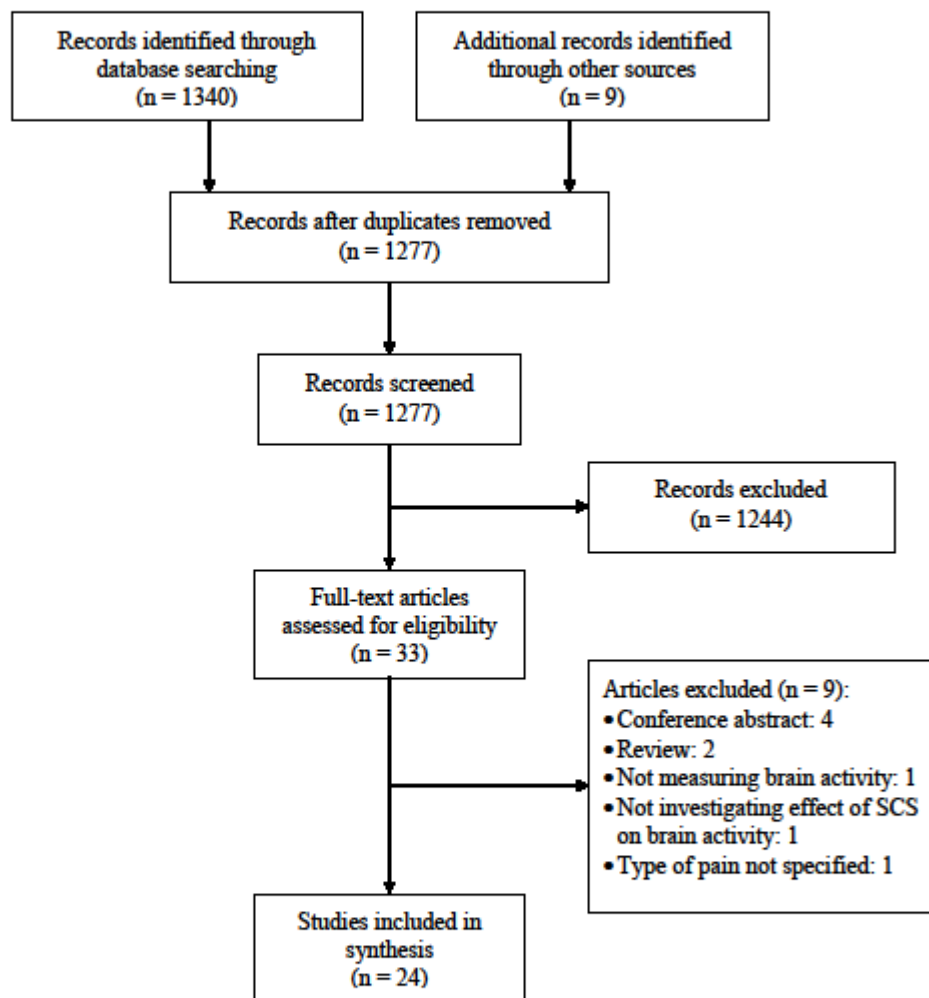 Records identified through
database searching
(n = 1340)
Additional records identified
through other sources
(n = 9)
Records after duplicates removed
(n = 1277)
Records screened
(n = 1277)
Records excluded
(n = 1244)
Full-text articles
assessed for eligibility
(n = 33)
Articles excluded (n = 9):
•Conference abstract: 4
•Review: 2
•Not measuring brain activity: 1
•Not investigating effect of SCS
on brain activity: 1
•Type of pain not specified: 1
Studies included in
synthesis
(n = 24)